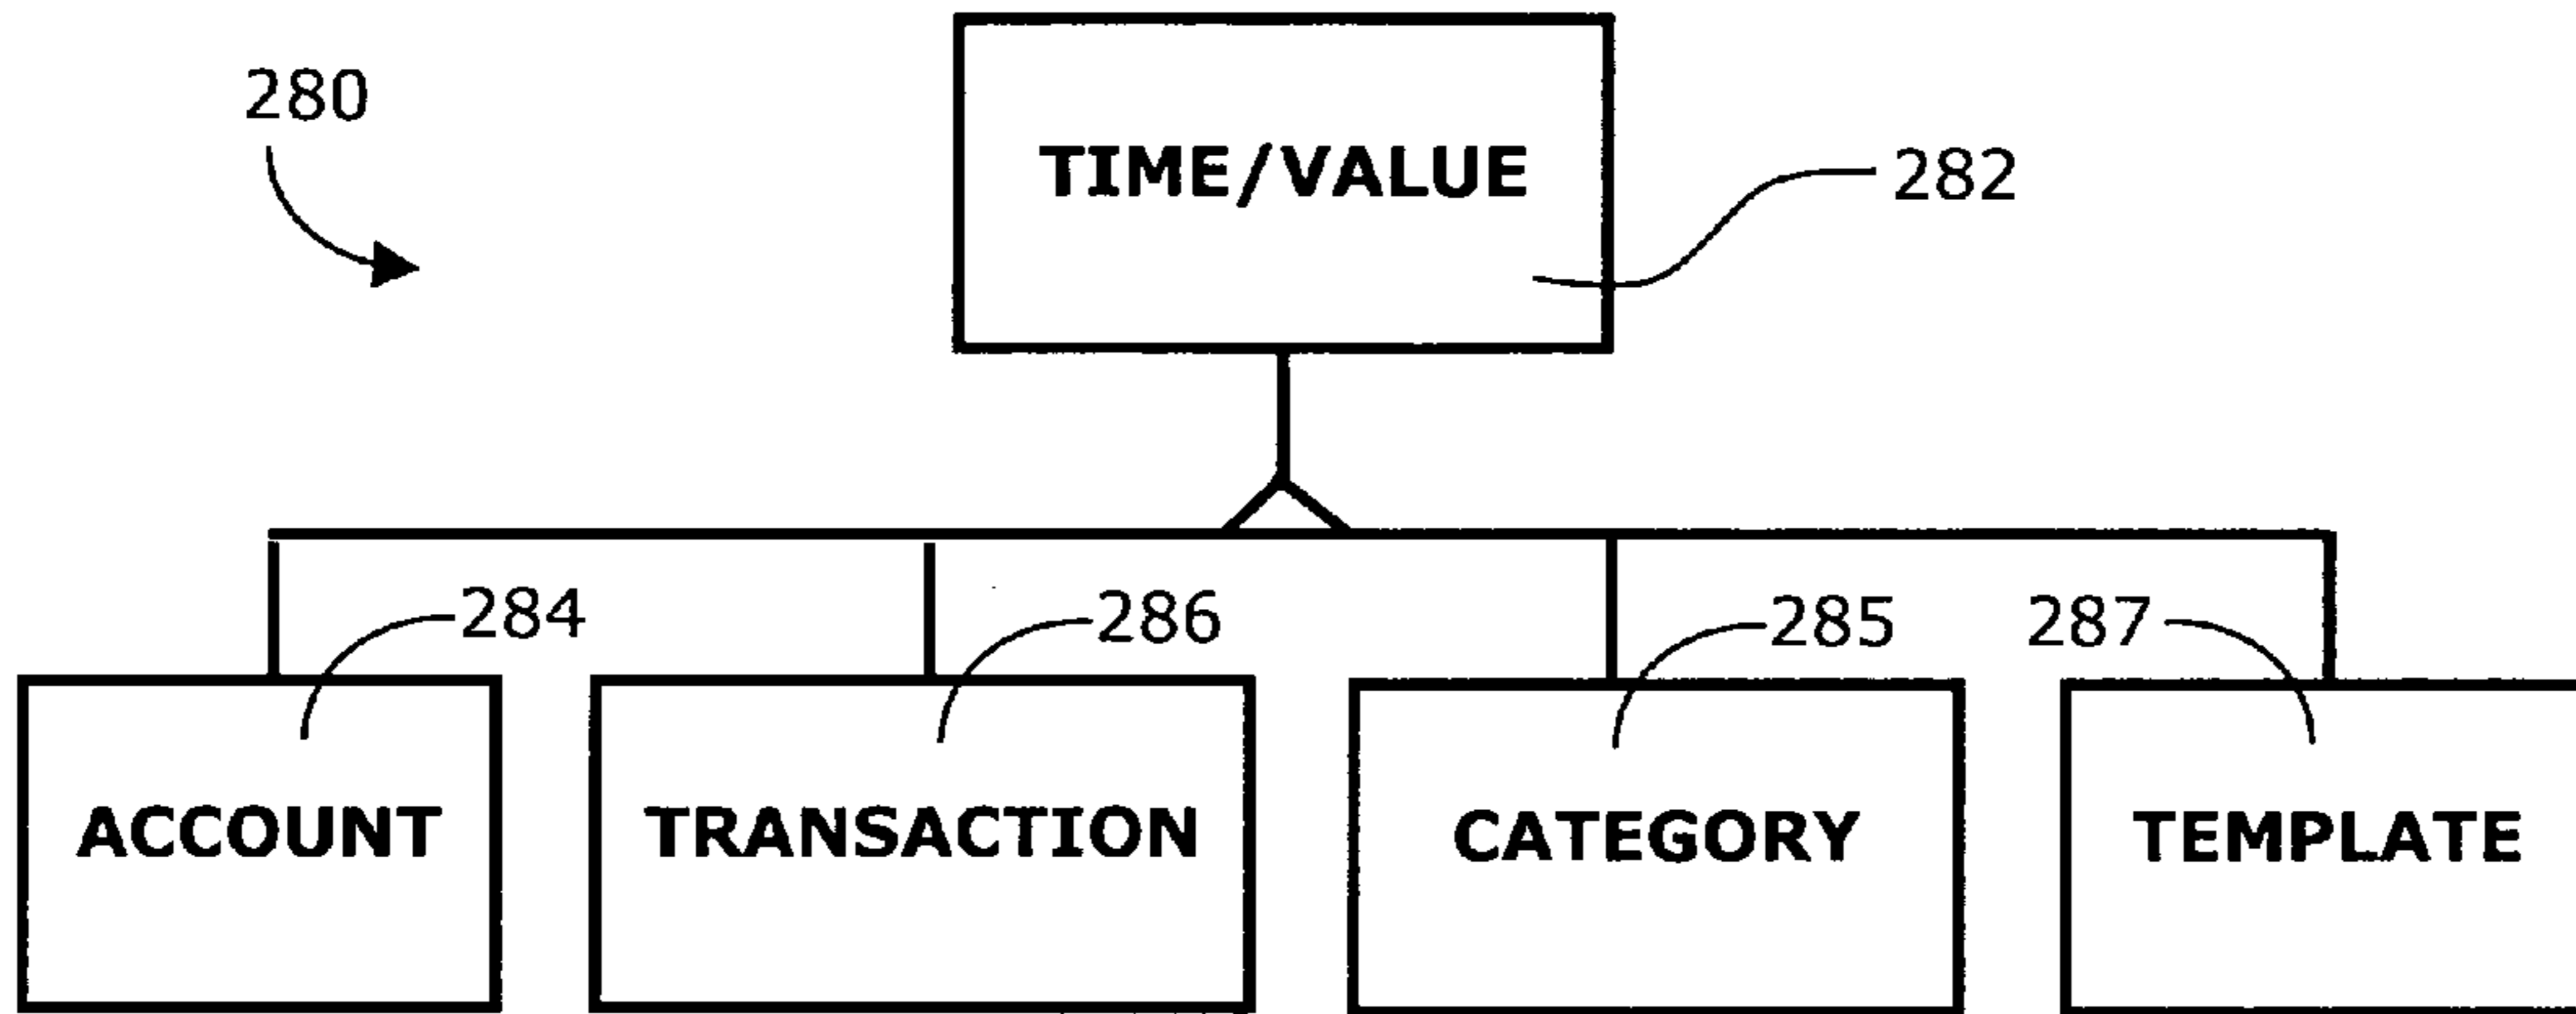 280
TIME/VALUE
282
284
286
285
287
ACCOUNT
TRANSACTION
CATEGORY
TEMPLATE